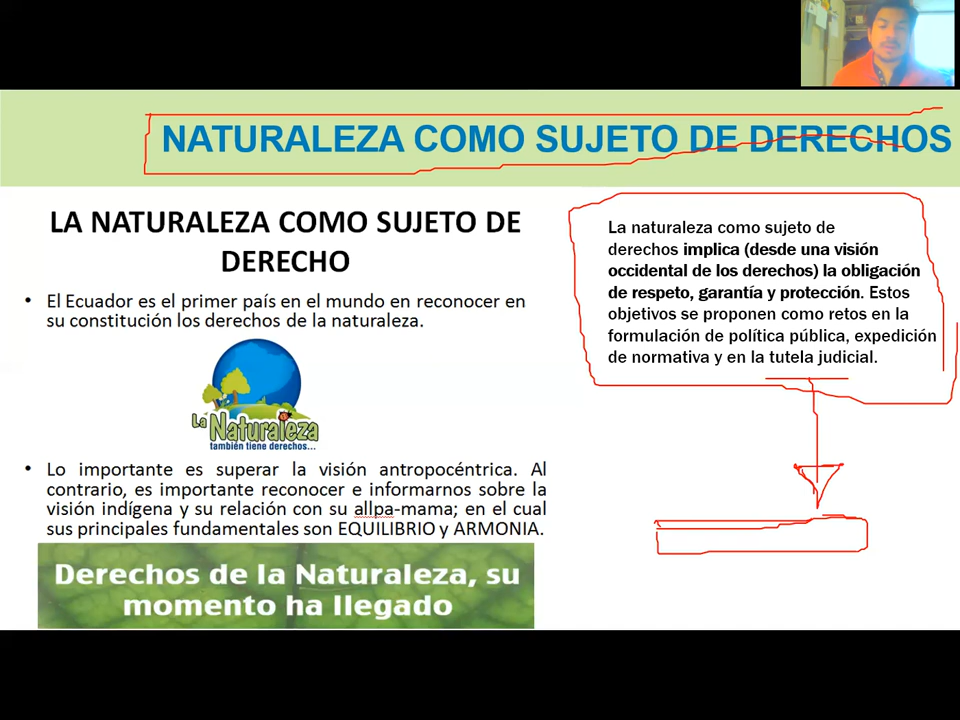 NATURALEZA COMO SUJETO DE DERECHOS
LA NATURALEZA COMO SUJETO DE
DERECHO
• El Ecuador es el primer país en el mundo en reconocer en
su constitución los derechos de la naturaleza.
La Naturaleza
también tiene derechos...
• Lo importante es superar la visión antropocéntrica. Al
contrario, es importante reconocer e informarnos sobre la
visión indígena y su relación con su allpa-mama; en el cual
sus principales fundamentales son EQUILIBRIO y ARMONIA.
Derechos de la Naturaleza, su
momento ha llegado
La naturaleza como sujeto de
derechos implica (desde una visión
occidental de los derechos) la obligación
de respeto, garantía y protección. Estos
objetivos se proponen como retos en la
formulación de política pública, expedición
de normativa y en la tutela judicial.